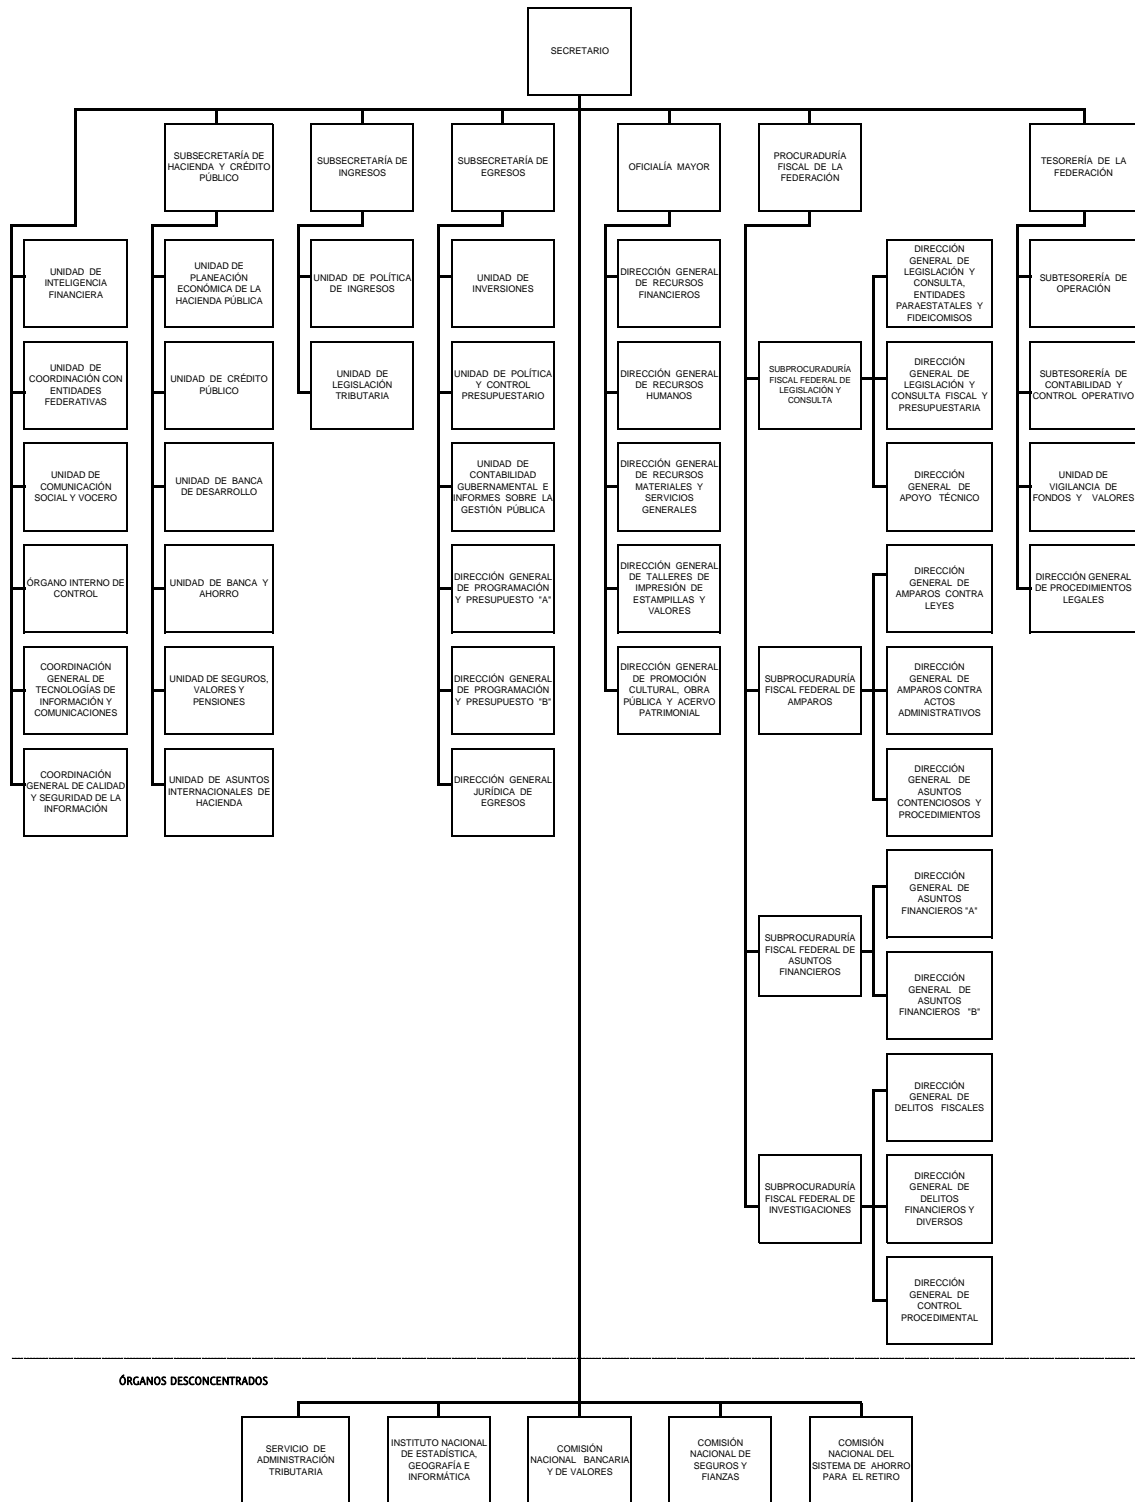 SECRETARIO
SUBSECRETARÍA DE
HACIENDA Y CRÉDITO
PÚBLICO
SUBSECRETARÍA DE
INGRESOS
SUBSECRETARÍA DE
EGRESOS
OFICIALÍA MAYOR
PROCURADURÍA
FISCAL DE LA
FEDERACIÓN
TESORERÍA DE LA
FEDERACIÓN
UNIDAD DE
INTELIGENCIA
FINANCIERA
UNIDAD DE
COORDINACIÓN CON
ENTIDADES
FEDERATIVAS
UNIDAD DE
COMUNICACIÓN
SOCIAL Y VOCERO
ÓRGANO INTERNO DE
CONTROL
COORDINACIÓN
GENERAL DE
TECNOLOGÍAS DE
INFORMACIÓN Y
COMUNICACIONES
COORDINACIÓN
GENERAL DE CALIDAD
Y SEGURIDAD DE LA
INFORMACIÓN
UNIDAD DE
PLANEACIÓN
ECONÓMICA DE LA
HACIENDA PÚBLICA
UNIDAD DE CRÉDITO
PÚBLICO
UNIDAD DE BANCA
DE DESARROLLO
UNIDAD DE BANCA Y
AHORRO
UNIDAD DE SEGUROS,
VALORES Y
PENSIONES
UNIDAD DE ASUNTOS
INTERNACIONALES DE
HACIENDA
UNIDAD DE POLÍTICA
DE INGRESOS
UNIDAD DE
LEGISLACIÓN
TRIBUTARIA
UNIDAD DE
INVERSIONES
UNIDAD DE POLÍTICA
Y CONTROL
PRESUPUESTARIO
UNIDAD DE
CONTABILIDAD
GUBERNAMENTAL E
INFORMES SOBRE LA
GESTIÓN PÚBLICA
DIRECCIÓN GENERAL
DE PROGRAMACIÓN
Y PRESUPUESTO "A"
DIRECCIÓN GENERAL
DE PROGRAMACIÓN
Y PRESUPUESTO "B"
DIRECCIÓN GENERAL
JURÍDICA DE
EGRESOS
DIRECCIÓN GENERAL
DE RECURSOS
FINANCIEROS
DIRECCIÓN GENERAL
DE RECURSOS
HUMANOS
DIRECCIÓN GENERAL
DE RECURSOS
MATERIALES Y
SERVICIOS
GENERALES
DIRECCIÓN GENERAL
DE TALLERES DE
IMPRESIÓN DE
ESTAMPILLAS Y
VALORES
DIRECCIÓN GENERAL
DE PROMOCIÓN
CULTURAL, OBRA
PÚBLICA Y ACERVO
PATRIMONIAL
SUBPROCURADURÍA
FISCAL FEDERAL DE
LEGISLACIÓN Y
CONSULTA
DIRECCIÓN
GENERAL DE
LEGISLACIÓN Y
CONSULTA,
ENTIDADES
PARAESTATALES Y
FIDEICOMISOS
DIRECCIÓN
GENERAL DE
LEGISLACIÓN Y
CONSULTA FISCAL Y
PRESUPUESTARIA
DIRECCIÓN
GENERAL DE
APOYO TÉCNICO
SUBPROCURADURÍA
FISCAL FEDERAL DE
AMPAROS
DIRECCIÓN
GENERAL DE
AMPAROS CONTRA
LEYES
DIRECCIÓN
GENERAL DE
AMPAROS CONTRA
ACTOS
ADMINISTRATIVOS
DIRECCIÓN
GENERAL DE
ASUNTOS
CONTENCIOSOS Y
PROCEDIMIENTOS
SUBPROCURADURÍA
FISCAL FEDERAL DE
ASUNTOS
FINANCIEROS
DIRECCIÓN
GENERAL DE
ASUNTOS
FINANCIEROS "A"
DIRECCIÓN
GENERAL DE
ASUNTOS
FINANCIEROS "B"
SUBPROCURADURÍA
FISCAL FEDERAL DE
INVESTIGACIONES
DIRECCIÓN
GENERAL DE
DELITOS FISCALES
DIRECCIÓN
GENERAL DE
DELITOS
FINANCIEROS Y
DIVERSOS
DIRECCIÓN
GENERAL DE
CONTROL
PROCEDIMENTAL
SUBTESORERÍA DE
OPERACIÓN
SUBTESORERÍA DE
CONTABILIDAD Y
CONTROL OPERATIVO
UNIDAD DE
VIGILANCIA DE
FONDOS Y VALORES
DIRECCIÓN GENERAL
DE PROCEDIMIENTOS
LEGALES
ÓRGANOS DESCONCENTRADOS
SERVICIO DE
ADMINISTRACIÓN
TRIBUTARIA
INSTITUTO NACIONAL
DE ESTADÍSTICA,
GEOGRAFÍA E
INFORMÁTICA
COMISIÓN
NACIONAL BANCARIA
Y DE VALORES
COMISIÓN
NACIONAL DE
SEGUROS Y
FIANZAS
COMISIÓN
NACIONAL DEL
SISTEMA DE AHORRO
PARA EL RETIRO